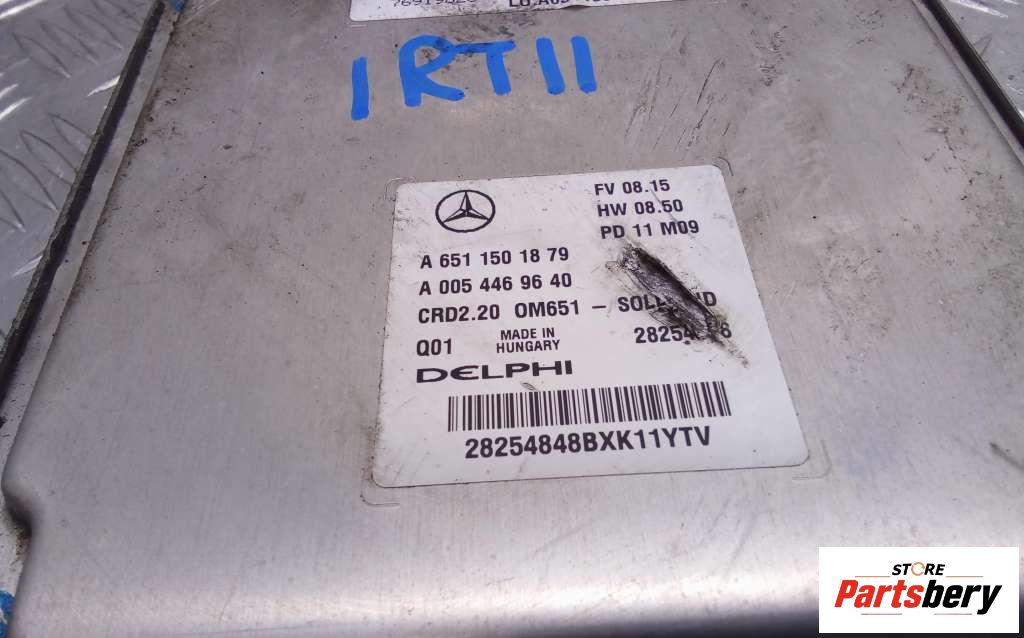 1RT11
FV 08.15
HW 08.50
PD 11 M09
A 651 150 18 79
A 005 446 96 40
CRD2.20 OM651 –
Q01 MADE IN HUNGARY
DELPHI
28254848BXK11YTV
STORE
Partsbery